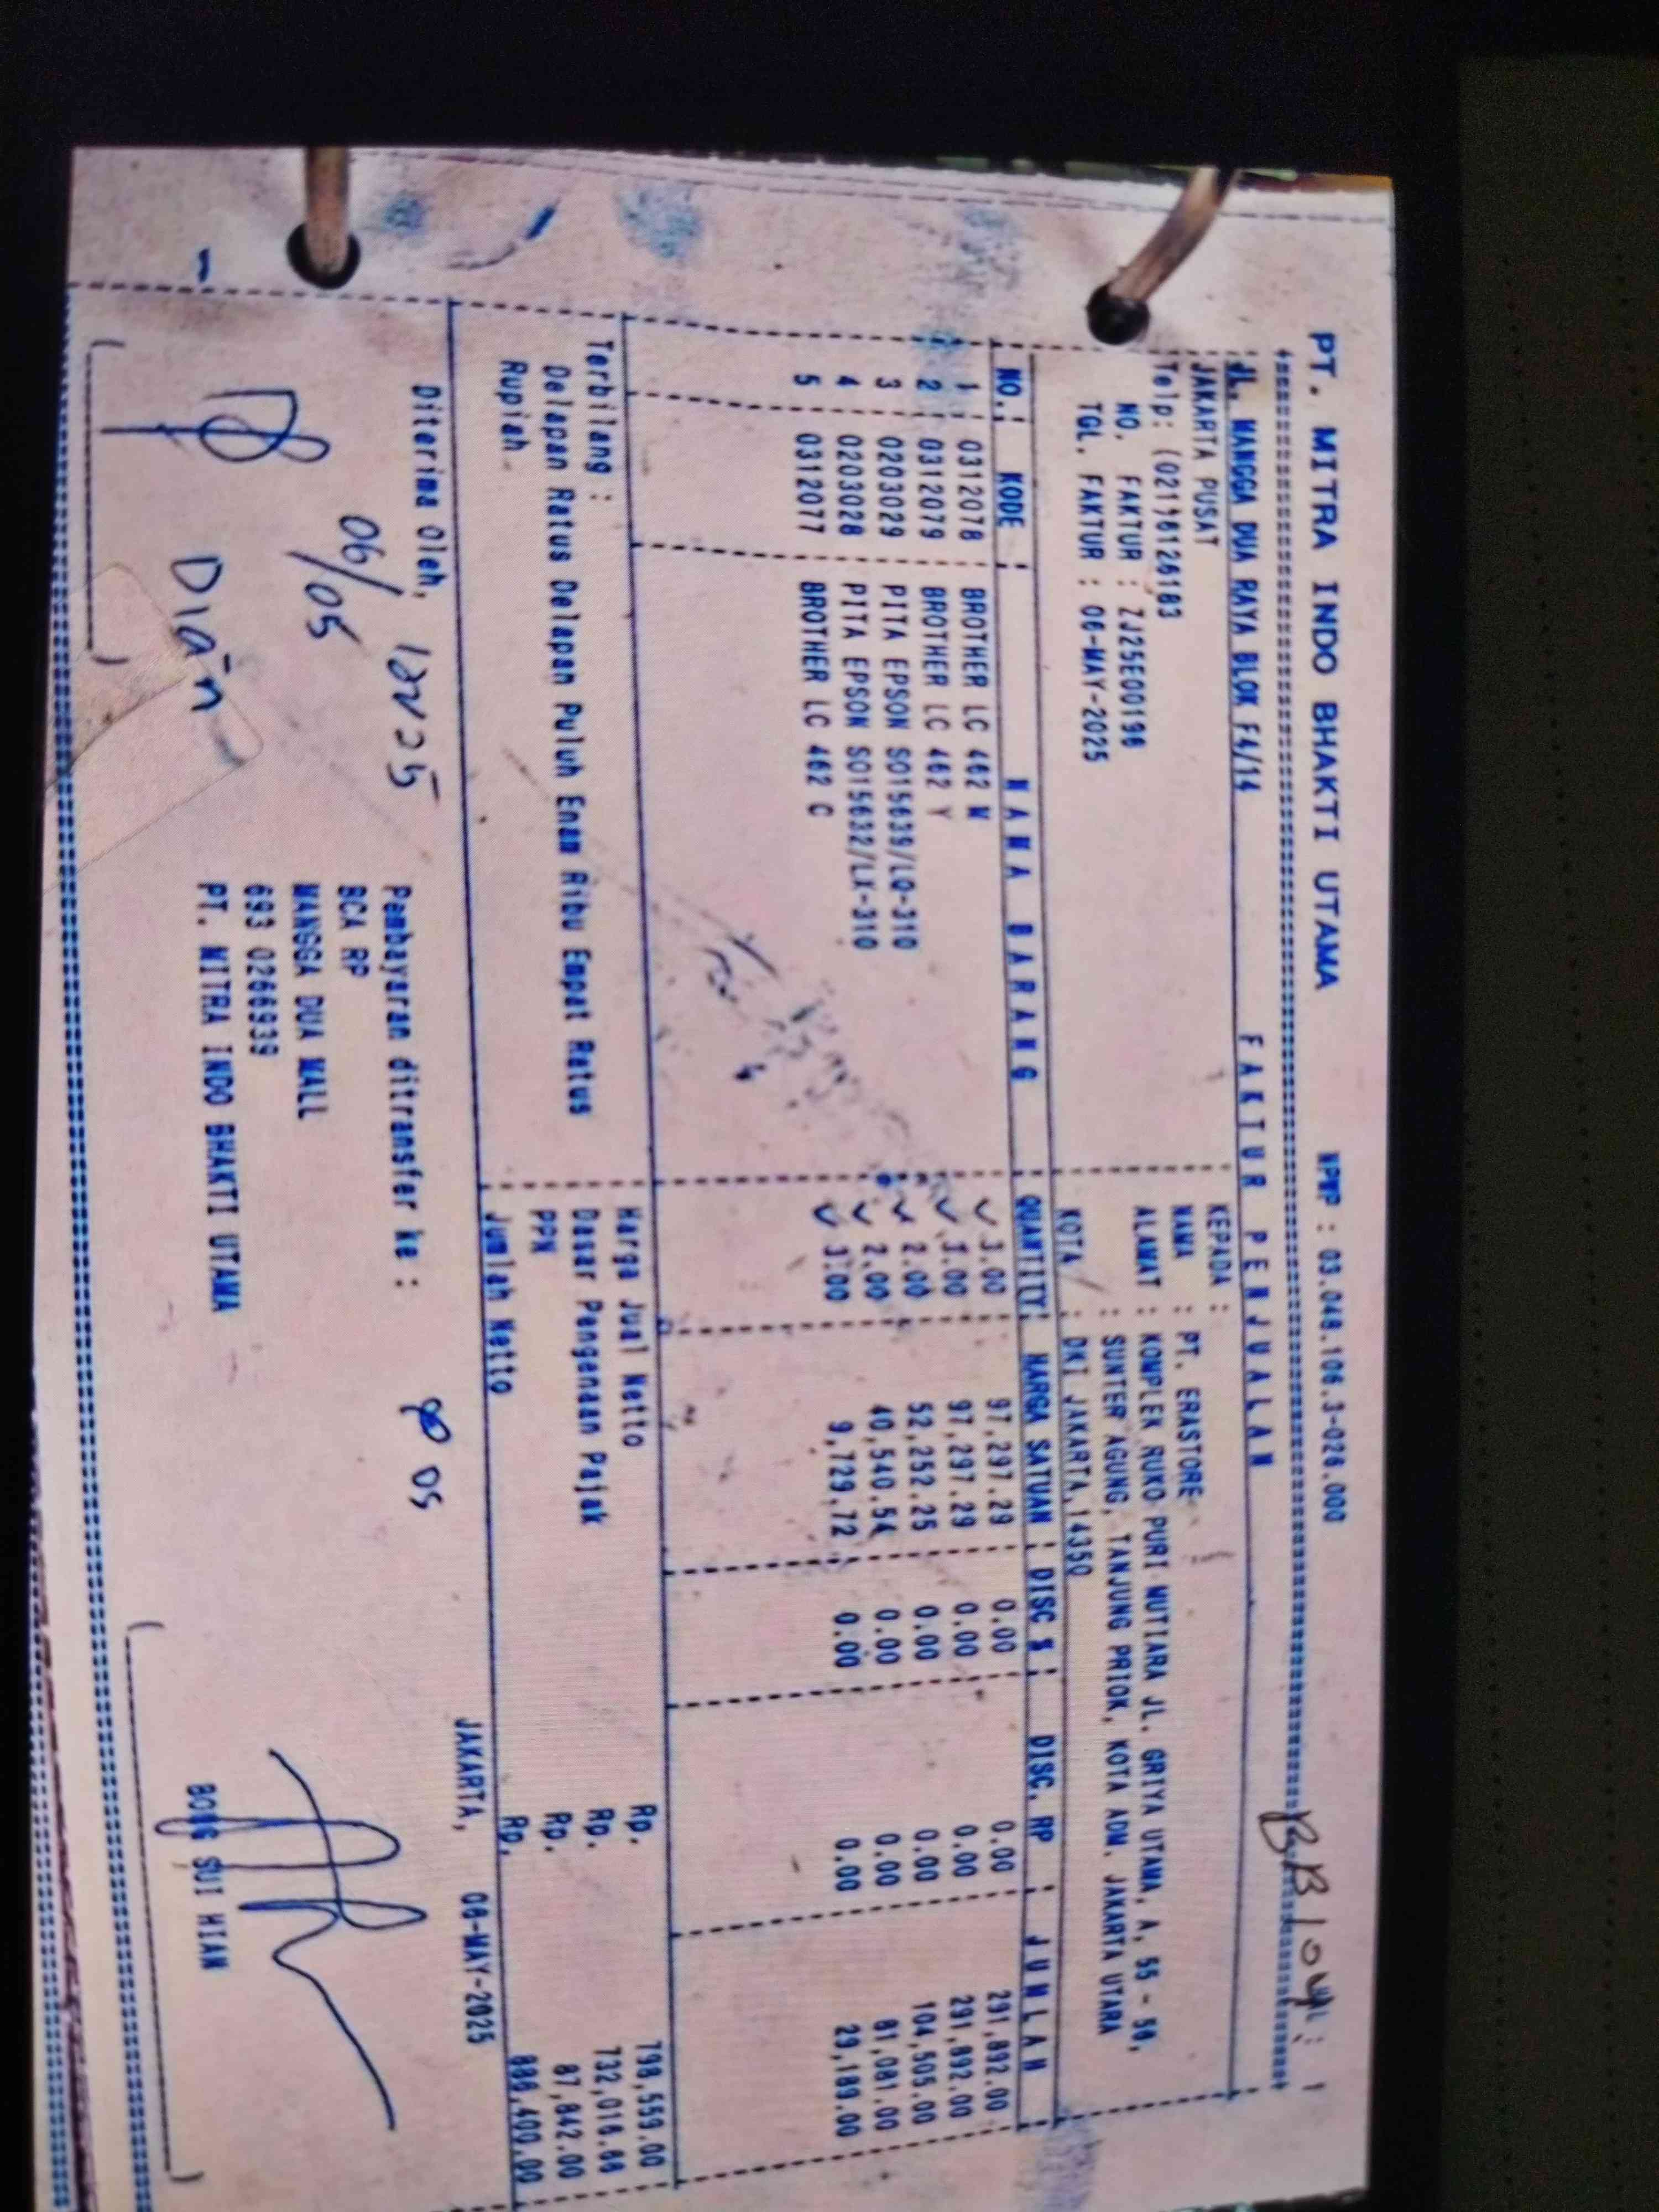 PT. MITRA INDO BHAKTI UTAMA NPWP : 03.048.106.3-026.000
JL. MANGGA DUA RAYA BLOK F4/14 FAKTUR PENJUALAN
JAKARTA PUSAT KEPADA :
Telp: (021)6126183 NAMA : PT. ERASTORE
NO. FAKTUR : ZJ25E00196 ALAMAT : KOMPLEK RUKO PURI MUTIARA JL. GRIYA UTAMA, A, 55 - 56,
TGL. FAKTUR : 06-MAY-2025 : SUNTER AGUNG, TANJUNG PRIOK, KOTA ADM. JAKARTA UTARA
KOTA : DKI JAKARTA,14350
NO. KODE NAMA BARANG QUANTITY HARGA SATUAN DISC % DISC. RP JUMLAH
1 0312078 BROTHER LC 462 M 3.00 97,297.29 0.00 0.00 291,892.00
2 0312079 BROTHER LC 462 Y 3.00 97,297.29 0.00 0.00 291,892.00
3 0203029 PITA EPSON SO15639/LQ-310 2.00 52,252.25 0.00 0.00 104,505.00
4 0203028 PITA EPSON SO15632/LX-310 2.00 40,540.54 0.00 0.00 81,081.00
5 0312077 BROTHER LC 462 C 3.00 9,729.72 0.00 0.00 29,189.00
Terbilang : Harga Jual Netto Rp. 798,559.00
Delapan Ratus Delapan Puluh Enam Ribu Empat Ratus Dasar Pengenaan Pajak Rp. 732,016.66
Rupiah PPN Rp. 87,842.00
Jumlah Netto Rp. 886,400.00
JAKARTA, 06-MAY-2025
Diterima Oleh, Pembayaran ditransfer ke :
BCA RP
06/05 MANGGA DUA MALL
693 0266939
Dian PT. MITRA INDO BHAKTI UTAMA BONG SUI HIAN